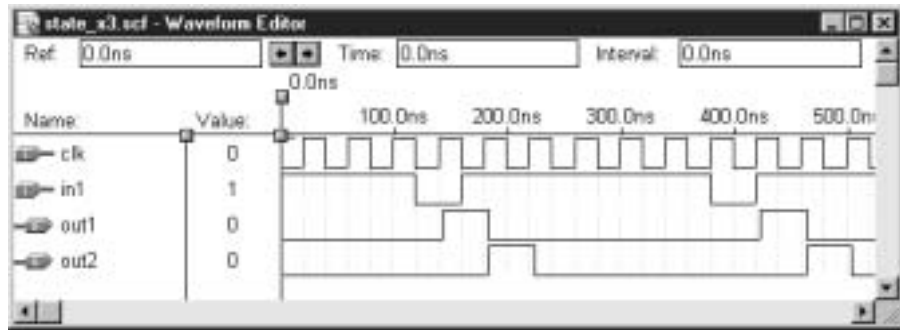 state_x3.scf - Waveform Editor
Ref: 0.0ns Time: 0.0ns Interval: 0.0ns
0.0ns
Name: Value: 100.0ns 200.0ns 300.0ns 400.0ns 500.0n
clk 0
in1 1
out1 0
out2 0